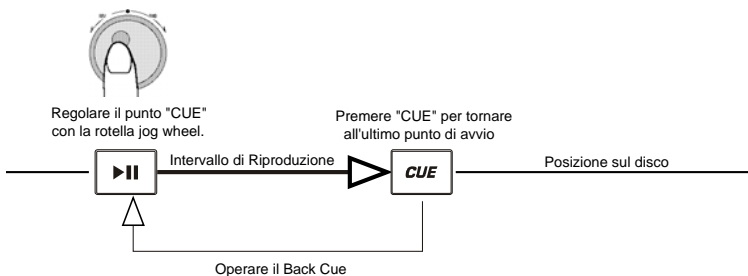 Regolare il punto "CUE"
con la rotella jog wheel.
Premere "CUE" per tornare
all'ultimo punto di avvio
Intervallo di Riproduzione
CUE
Posizione sul disco
Operare il Back Cue